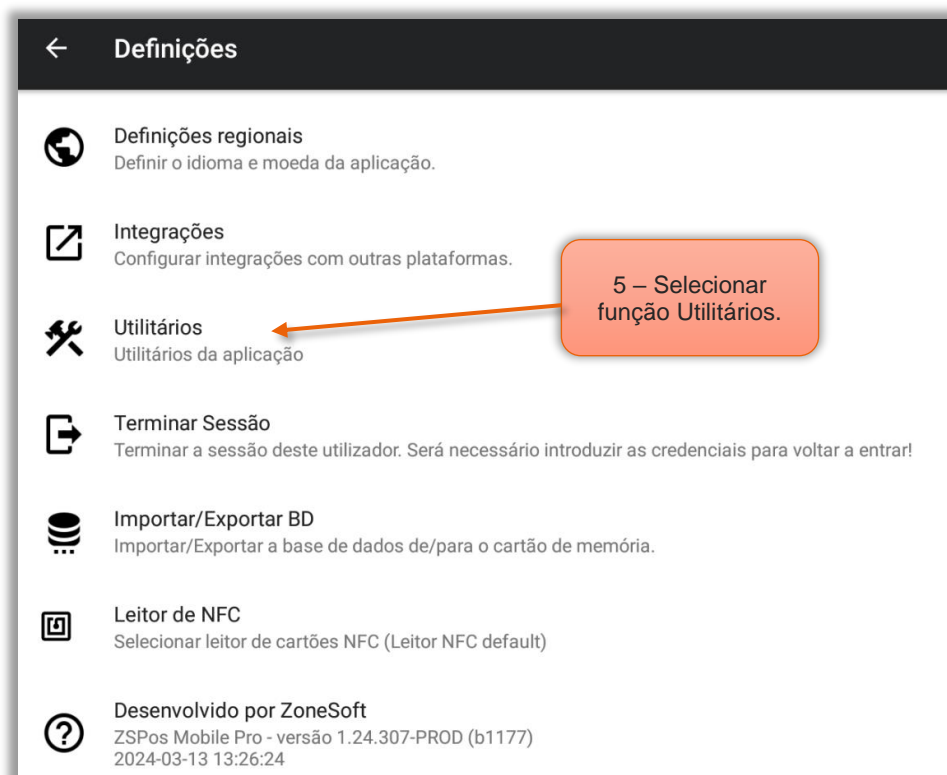 Definições
Definições regionais
Definir o idioma e moeda da aplicação.
Integrações
Configurar integrações com outras plataformas.
5 – Selecionar
função Utilitários.
Utilitários
Utilitários da aplicação
Terminar Sessão
Terminar a sessão deste utilizador. Será necessário introduzir as credenciais para voltar a entrar!
Importar/Exportar BD
Importar/Exportar a base de dados de/para o cartão de memória.
Leitor de NFC
Selecionar leitor de cartões NFC (Leitor NFC default)
Desenvolvido por ZoneSoft
ZSPos Mobile Pro - versão 1.24.307-PROD (b1177)
2024-03-13 13:26:24